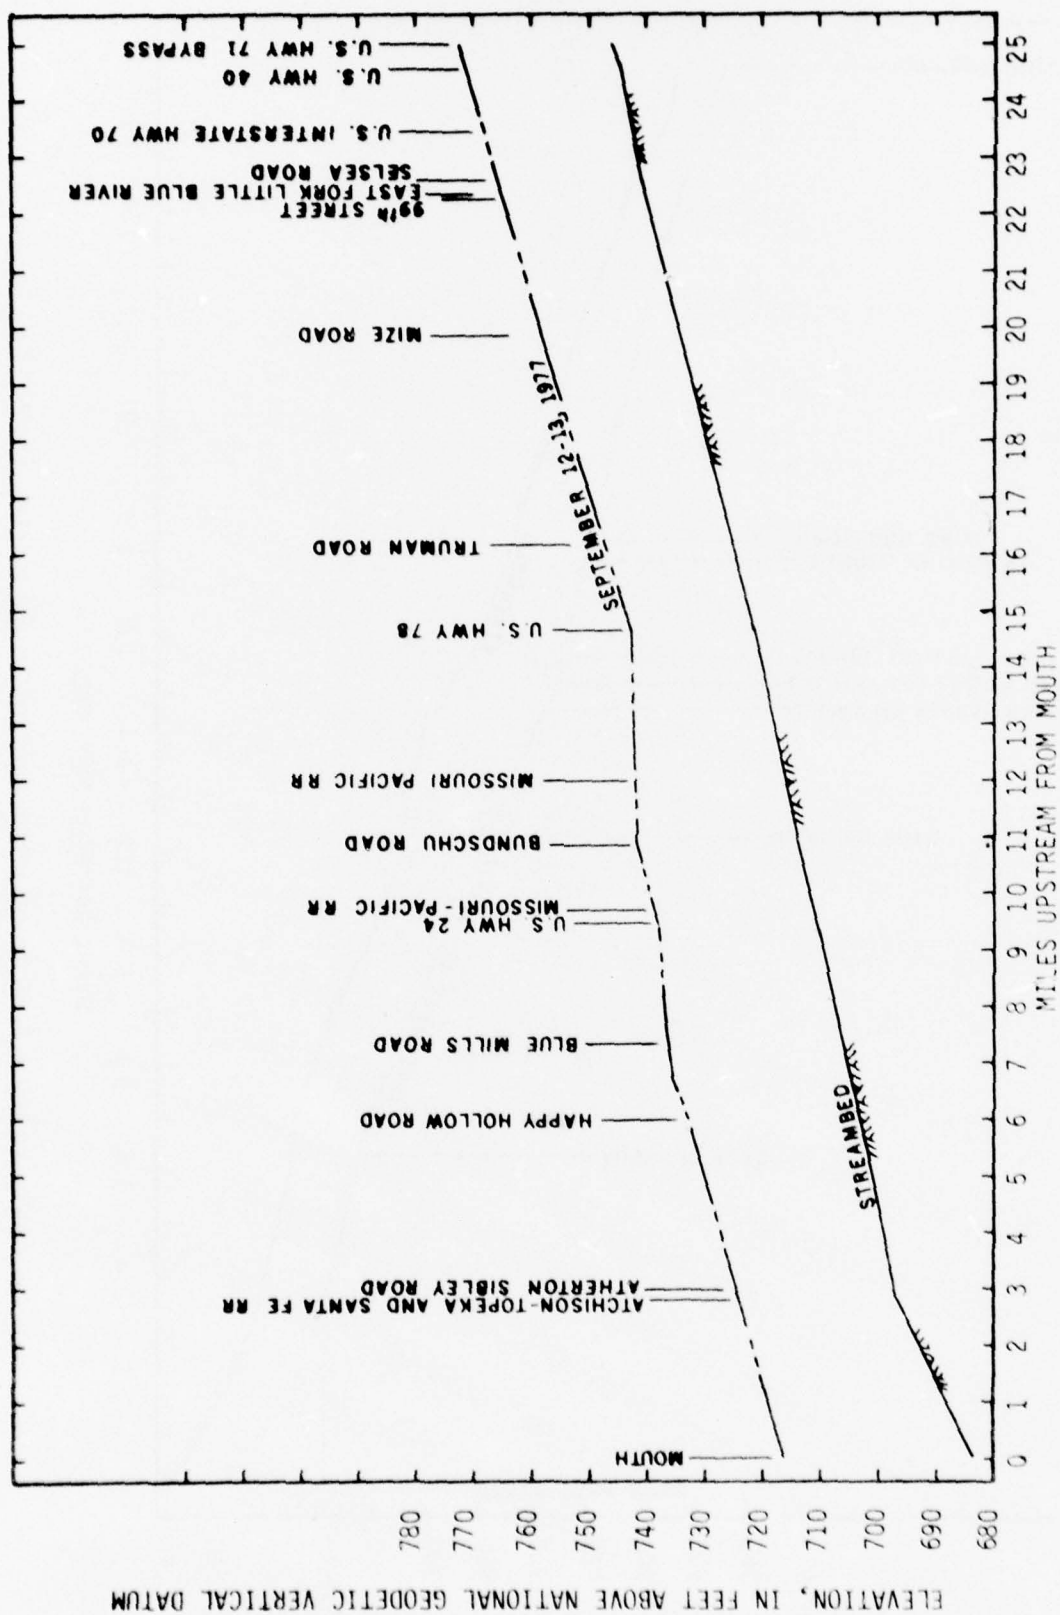 U.S. HWY 71 BYPASS
U.S. HWY 40
U.S. INTERSTATE HWY 70
SELSEA ROAD
EAST FORK LITTLE BLUE RIVER
99th STREET
MIZE ROAD
TRUMAN ROAD
U.S. HWY 78
MISSOURI PACIFIC RR
BUNDSCHU ROAD
MISSOURI-PACIFIC RR
U.S. HWY 24
BLUE MILLS ROAD
HAPPY HOLLOW ROAD
ATHERTON SIBLEY ROAD
ATCHISON-TOPEKA AND SANTA FE RR
MOUTH
SEPTEMBER 12-13, 1977
STREAMBED
25
24
23
22
21
20
19
18
17
16
15
14
13
12
11
10
9
8
7
6
5
4
3
2
1
0
MILES UPSTREAM FROM MOUTH
780
770
760
750
740
730
720
710
700
690
680
ELEVATION, IN FEET ABOVE NATIONAL GEODETIC VERTICAL DATUM